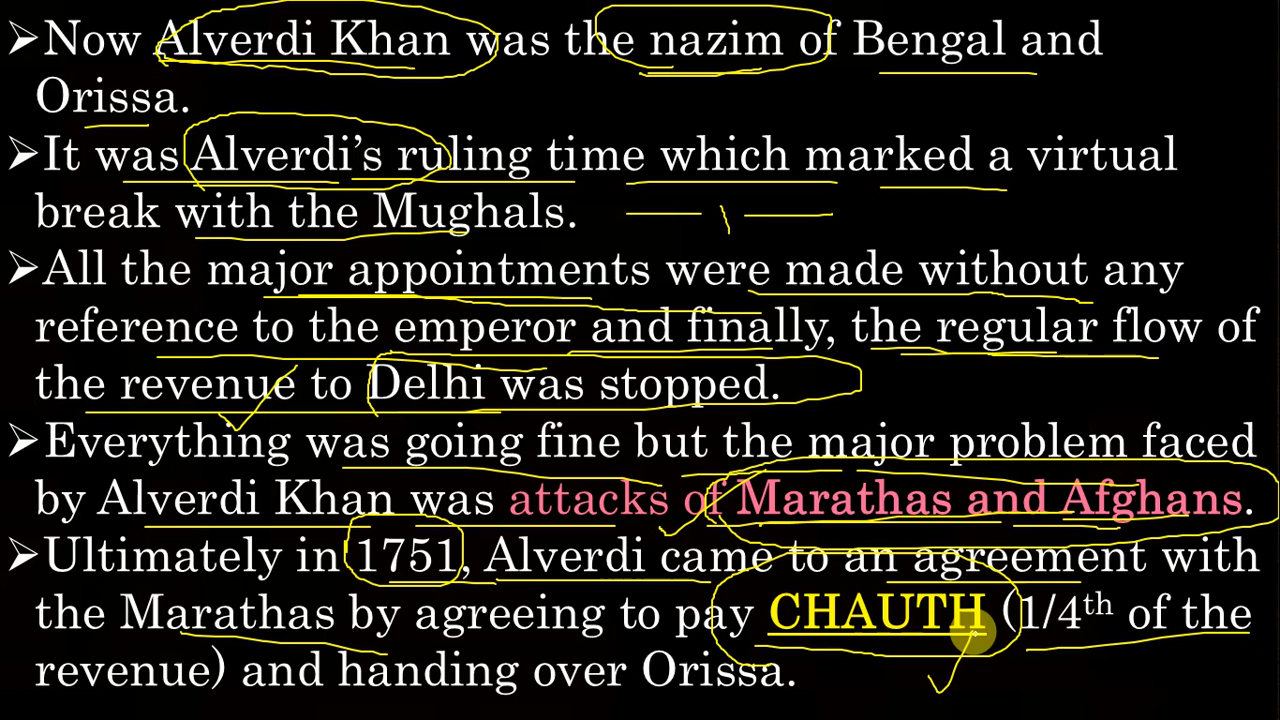 ➢Now Alverdi Khan was the nazim of Bengal and
Orissa.
➢It was Alverdi’s ruling time which marked a virtual
break with the Mughals.
➢All the major appointments were made without any
reference to the emperor and finally, the regular flow of
the revenue to Delhi was stopped.
➢Everything was going fine but the major problem faced
by Alverdi Khan was attacks of Marathas and Afghans.
➢Ultimately in 1751, Alverdi came to an agreement with
the Marathas by agreeing to pay CHAUTH (1/4th of the
revenue) and handing over Orissa.